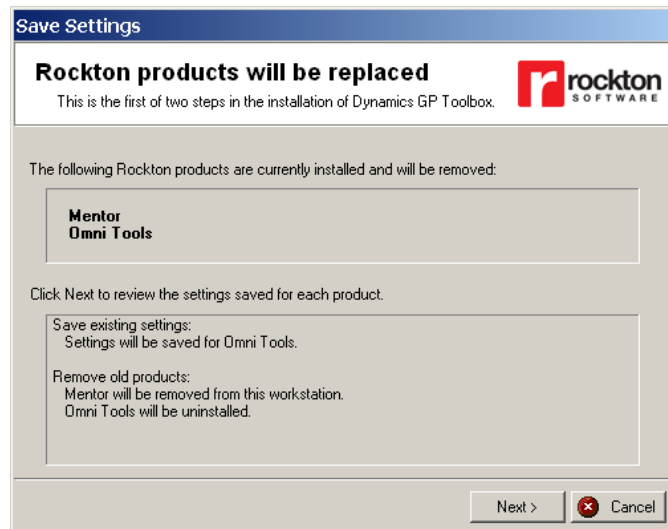 Save Settings
Rockton products will be replaced
This is the first of two steps in the installation of Dynamics GP Toolbox.
rockton
SOFTWARE
The following Rockton products are currently installed and will be removed:
Mentor
Omni Tools
Click Next to review the settings saved for each product.
Save existing settings:
Settings will be saved for Omni Tools.
Remove old products:
Mentor will be removed from this workstation.
Omni Tools will be uninstalled.
Next >
Cancel